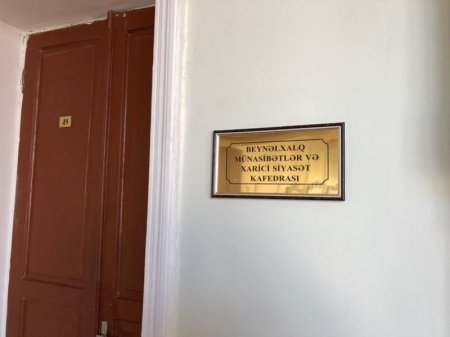 BEYNƏLXALQ
MÜNASİBƏTLƏR VƏ
XARİCİ SİYASƏT
KAFEDRASI